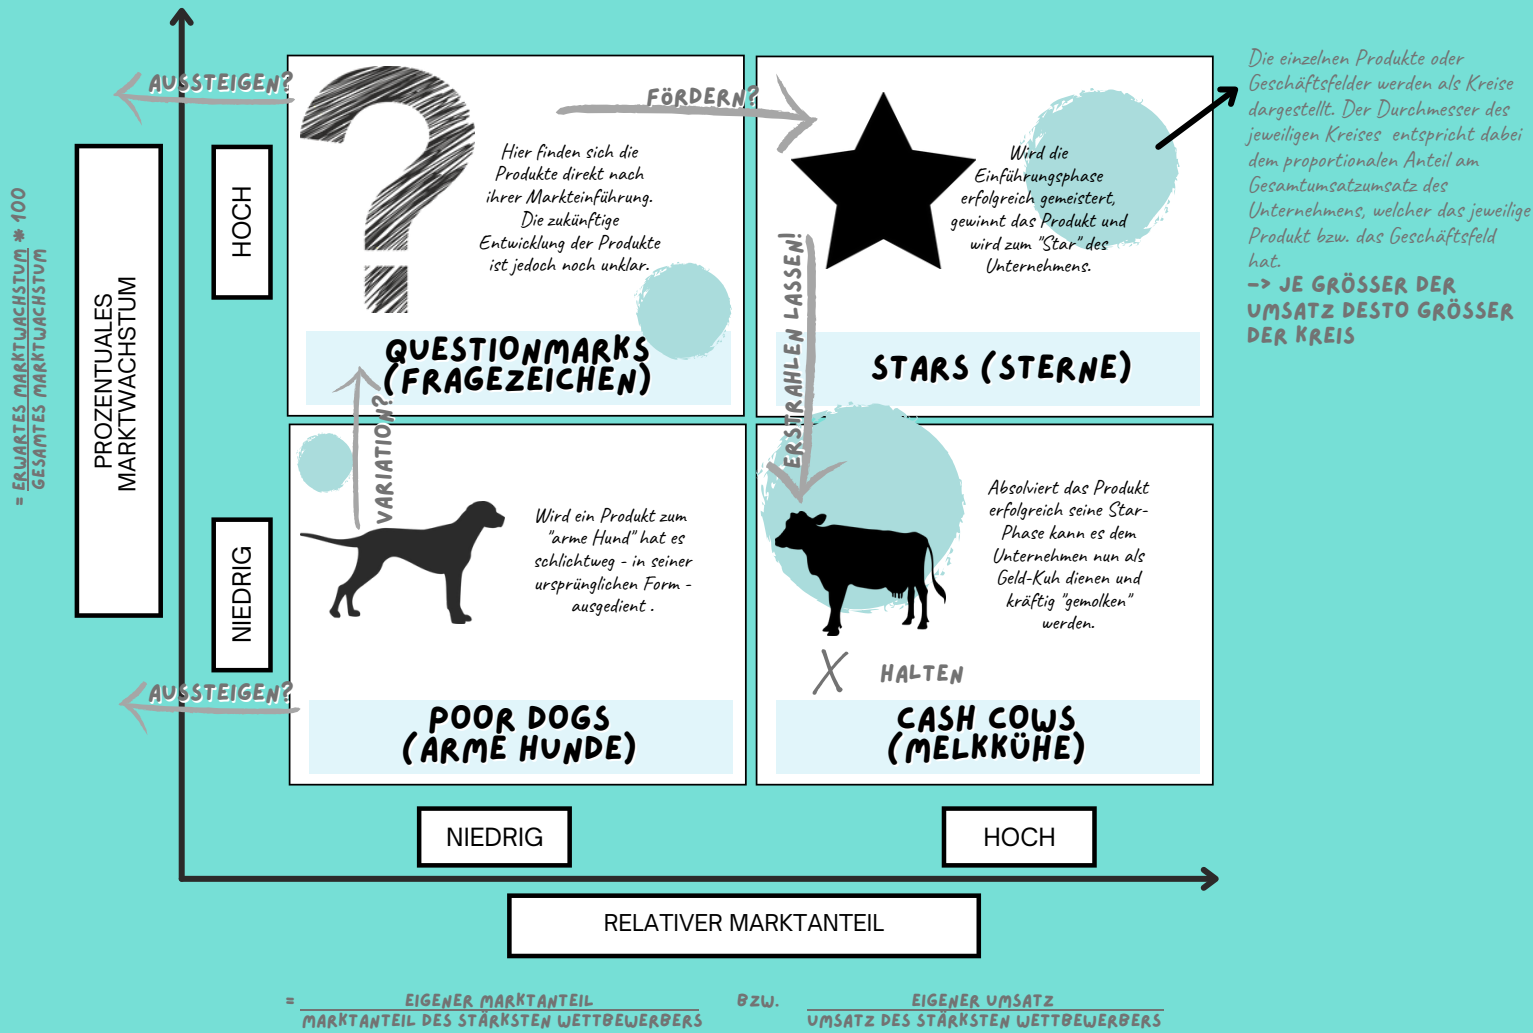 AUSSTEIGEN?
FÖRDERN?
Die einzelnen Produkte oder
Geschäftsfelder werden als Kreise
dargestellt. Der Durchmesser des
jeweiligen Kreises entspricht dabei
dem proportionalen Anteil am
Gesamtumsatzumsatz des
Unternehmens, welcher das jeweilige
Produkt bzw. das Geschäftsfeld
hat.
-> JE GRÖSSER DER
UMSATZ DESTO GRÖSSER
DER KREIS
= ERWARTES MARKTWACHSTUM * 100
GESAMTES MARKTWACHSTUM
PROZENTUALES
MARKTWACHSTUM
HOCH
NIEDRIG
Hier finden sich die
Produkte direkt nach
ihrer Markteinführung.
Die zukünftige
Entwicklung der Produkte
ist jedoch noch unklar.
QUESTIONMARKS
(FRAGEZEICHEN)
Wird die
Einführungsphase
erfolgreich gemeistert,
gewinnt das Produkt und
wird zum "Star" des
Unternehmens.
STARS (STERNE)
ERSTRAHLEN LASSEN!
VARIATION?
Wird ein Produkt zum
"arme Hund" hat es
schlichtweg - in seiner
ursprünglichen Form -
ausgedient .
AUSSTEIGEN?
POOR DOGS
(ARME HUNDE)
Absolviert das Produkt
erfolgreich seine Star-
Phase kann es dem
Unternehmen nun als
Geld-Kuh dienen und
kräftig "gemolken"
werden.
X HALTEN
CASH COWS
(MELKKÜHE)
NIEDRIG
HOCH
RELATIVER MARKTANTEIL
= EIGENER MARKTANTEIL BZW. EIGENER UMSATZ
MARKTANTEIL DES STÄRKSTEN WETTBEWERBERS UMSATZ DES STÄRKSTEN WETTBEWERBERS